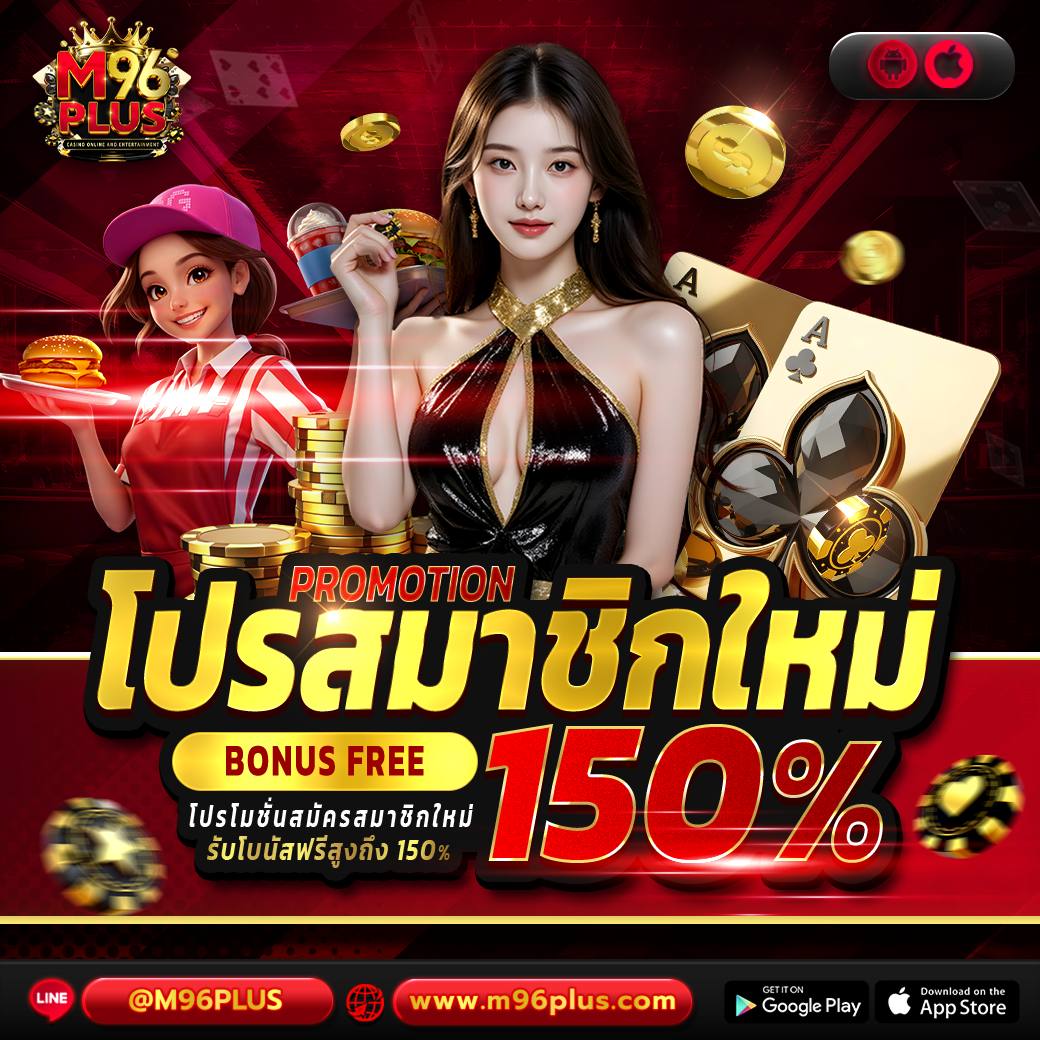 M96
PLUS
CASINO ONLINE AND ENTERTAINMENT
A
A
PROMOTION
โปรสมาชิกใหม่
BONUS FREE
150%
โปรโมชั่นสมัครสมาชิกใหม่
รับโบนัสฟรีสูงถึง 150%
LINE
@M96PLUS
www.m96plus.com
GET IT ON
Google Play
Download on the
App Store